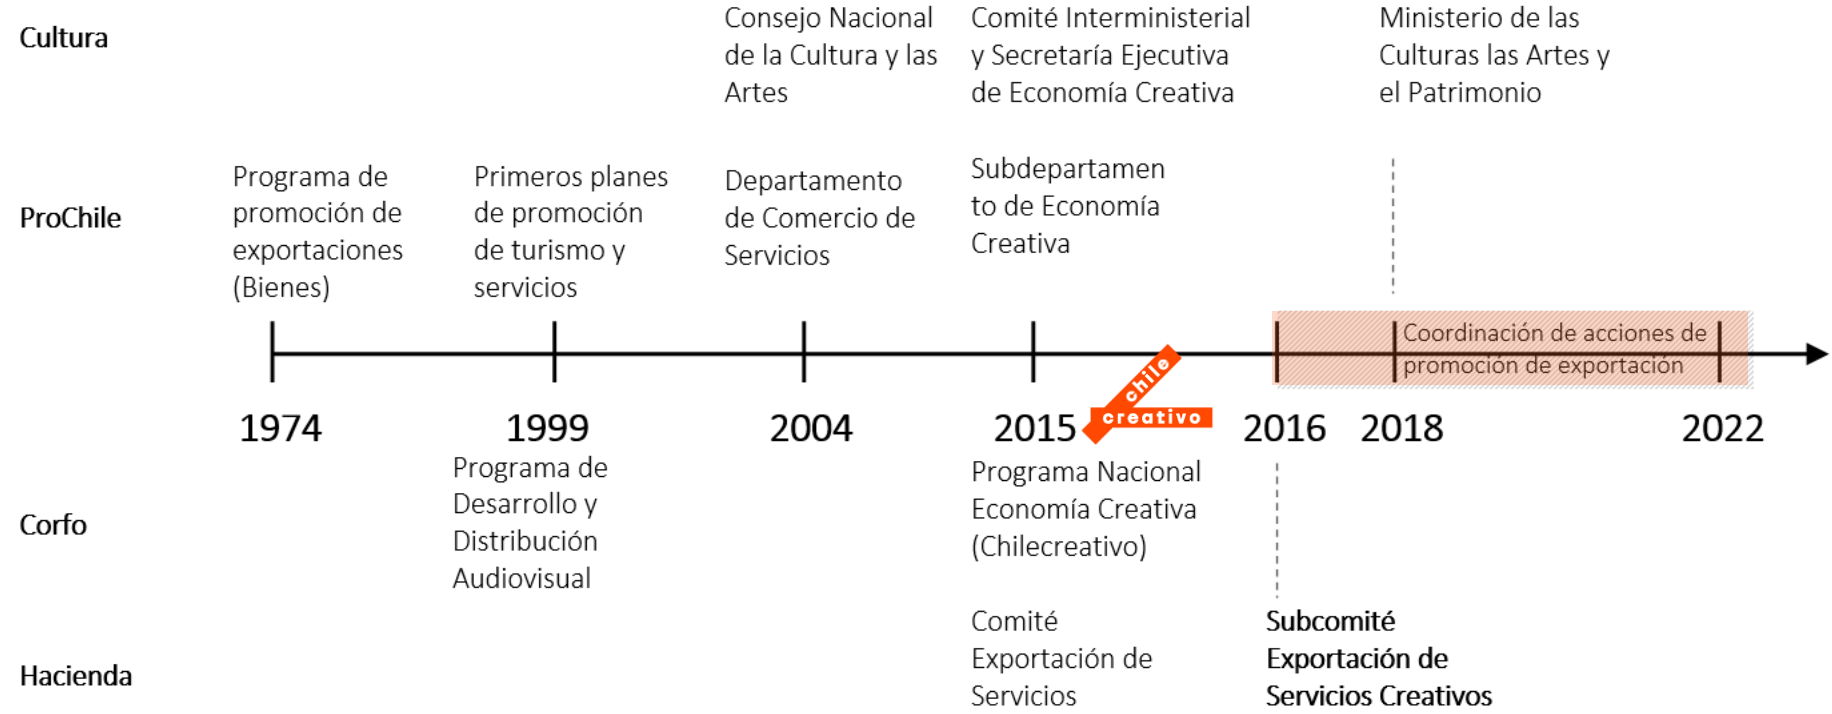 Cultura
Consejo Nacional
de la Cultura y las
Artes
Comité Interministerial
y Secretaría Ejecutiva
de Economía Creativa
Ministerio de las
Culturas las Artes y
el Patrimonio
ProChile
Programa de
promoción de
exportaciones
(Bienes)
Primeros planes
de promoción
de turismo y
servicios
Departamento
de Comercio de
Servicios
Subdepartamen
to de Economía
Creativa
Coordinación de acciones de
promoción de exportación
chile
creativo
1974
1999
2004
2015
2016
2018
2022
Corfo
Programa de
Desarrollo y
Distribución
Audiovisual
Programa Nacional
Economía Creativa
(Chilecreativo)
Hacienda
Comité
Exportación de
Servicios
Subcomité
Exportación de
Servicios Creativos